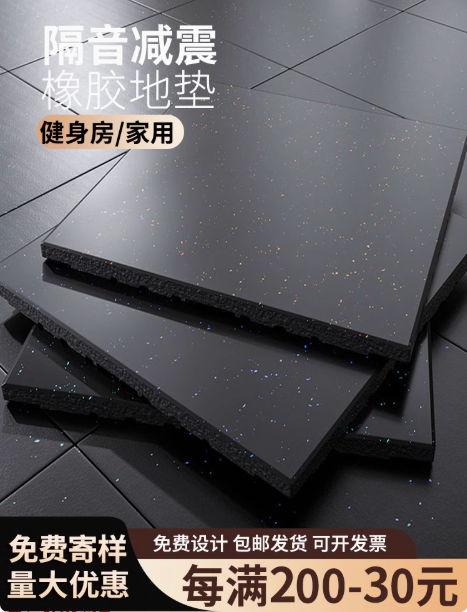 隔音减震
橡胶地垫
健身房/家用
免费寄样
量大优惠
免费设计 包邮发货 可开发票
每满200-30元